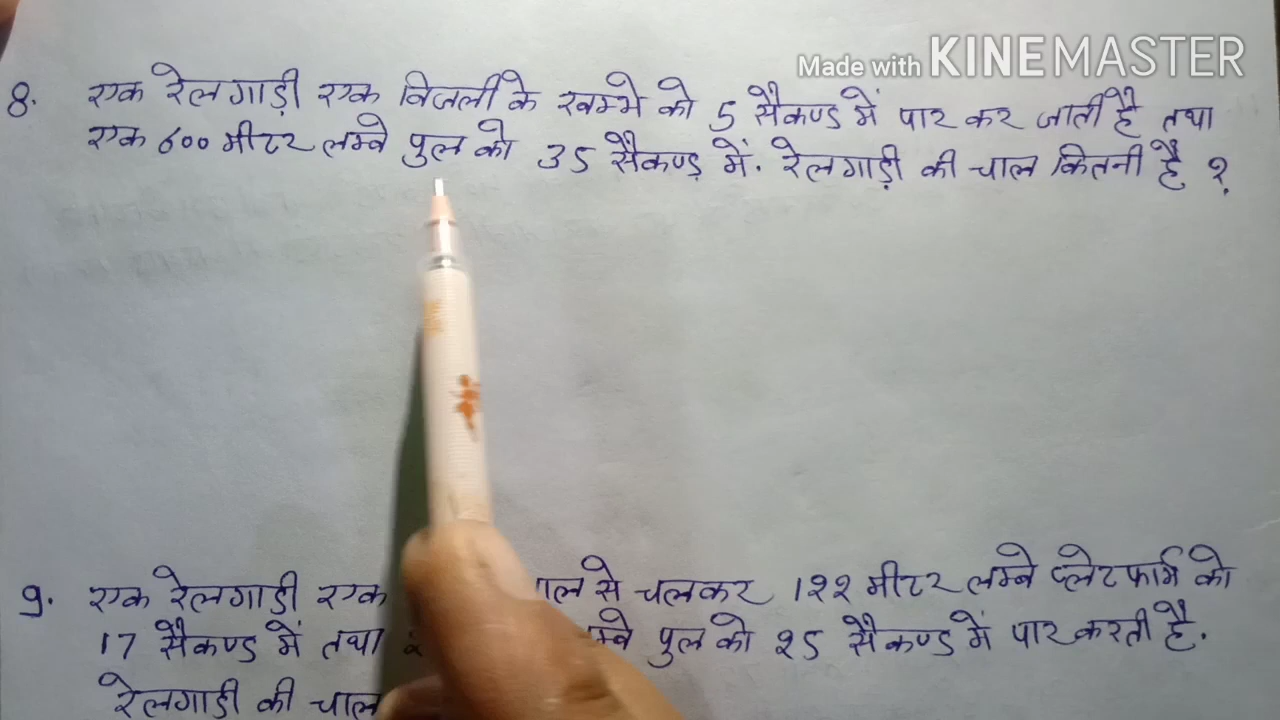 Made with KINEMASTER
8. एक रेलगाड़ी एक बिजली के खम्भे को 5 सैकण्ड में पार कर जाती है तथा
एक 600 मीटर लम्बे पुल को 35 सैकण्ड़ में. रेलगाड़ी की चाल कितनी है ?
9. एक रेलगाडी एक ाल से चलकर 122 मीटर लम्बे प्लेटफार्म को
17 सैकण्ड में तथा 2 म्बे पुल को 25 सैकण्ड में पार करती है.
रेलगाडी की चाल